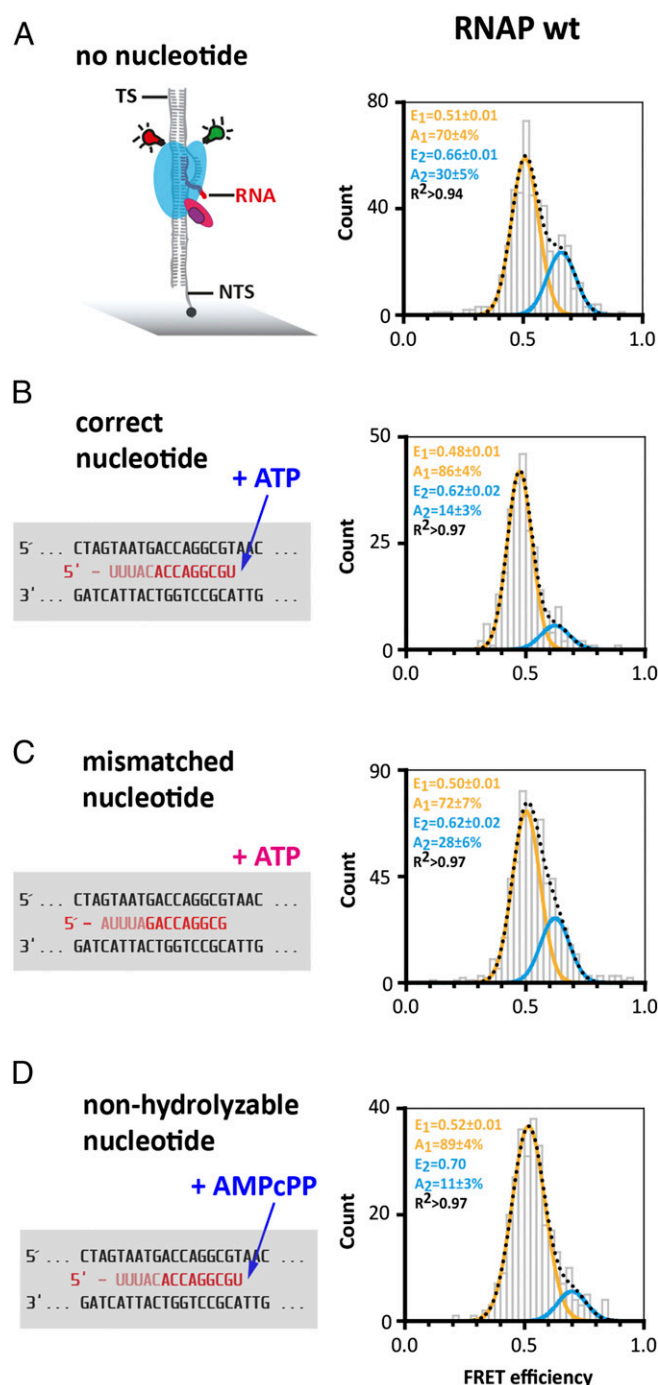 RNAP wt
A
no nucleotide
TS
RNA
NTS
80
40
0
Count
E1=0.51±0.01
A1=70±4%
E2=0.66±0.01
A2=30±5%
R2>0.94
0.0 0.5 1.0
B
correct
nucleotide
+ ATP
5´ ... CTAGTAATGACCAGGCGTAAC ...
5' - UUUACACCAGGCGU
3' ... GATCATTACTGGTCCGCATTG ...
50
25
0
Count
E1=0.48±0.01
A1=86±4%
E2=0.62±0.02
A2=14±3%
R2>0.97
0.0 0.5 1.0
C
mismatched
nucleotide
+ ATP
5´ ... CTAGTAATGACCAGGCGTAAC ...
5´- AUUUAGACCAGGCG
3' ... GATCATTACTGGTCCGCATTG ...
90
45
0
Count
E1=0.50±0.01
A1=72±7%
E2=0.62±0.02
A2=28±6%
R2>0.97
0.0 0.5 1.0
D
non-hydrolyzable
nucleotide
+ AMPcPP
5´ ... CTAGTAATGACCAGGCGTAAC ...
5' - UUUACACCAGGCGU
3' ... GATCATTACTGGTCCGCATTG ...
40
20
0
Count
E1=0.52±0.01
A1=89±4%
E2=0.70
A2=11±3%
R2>0.97
0.0 0.5 1.0
FRET efficiency